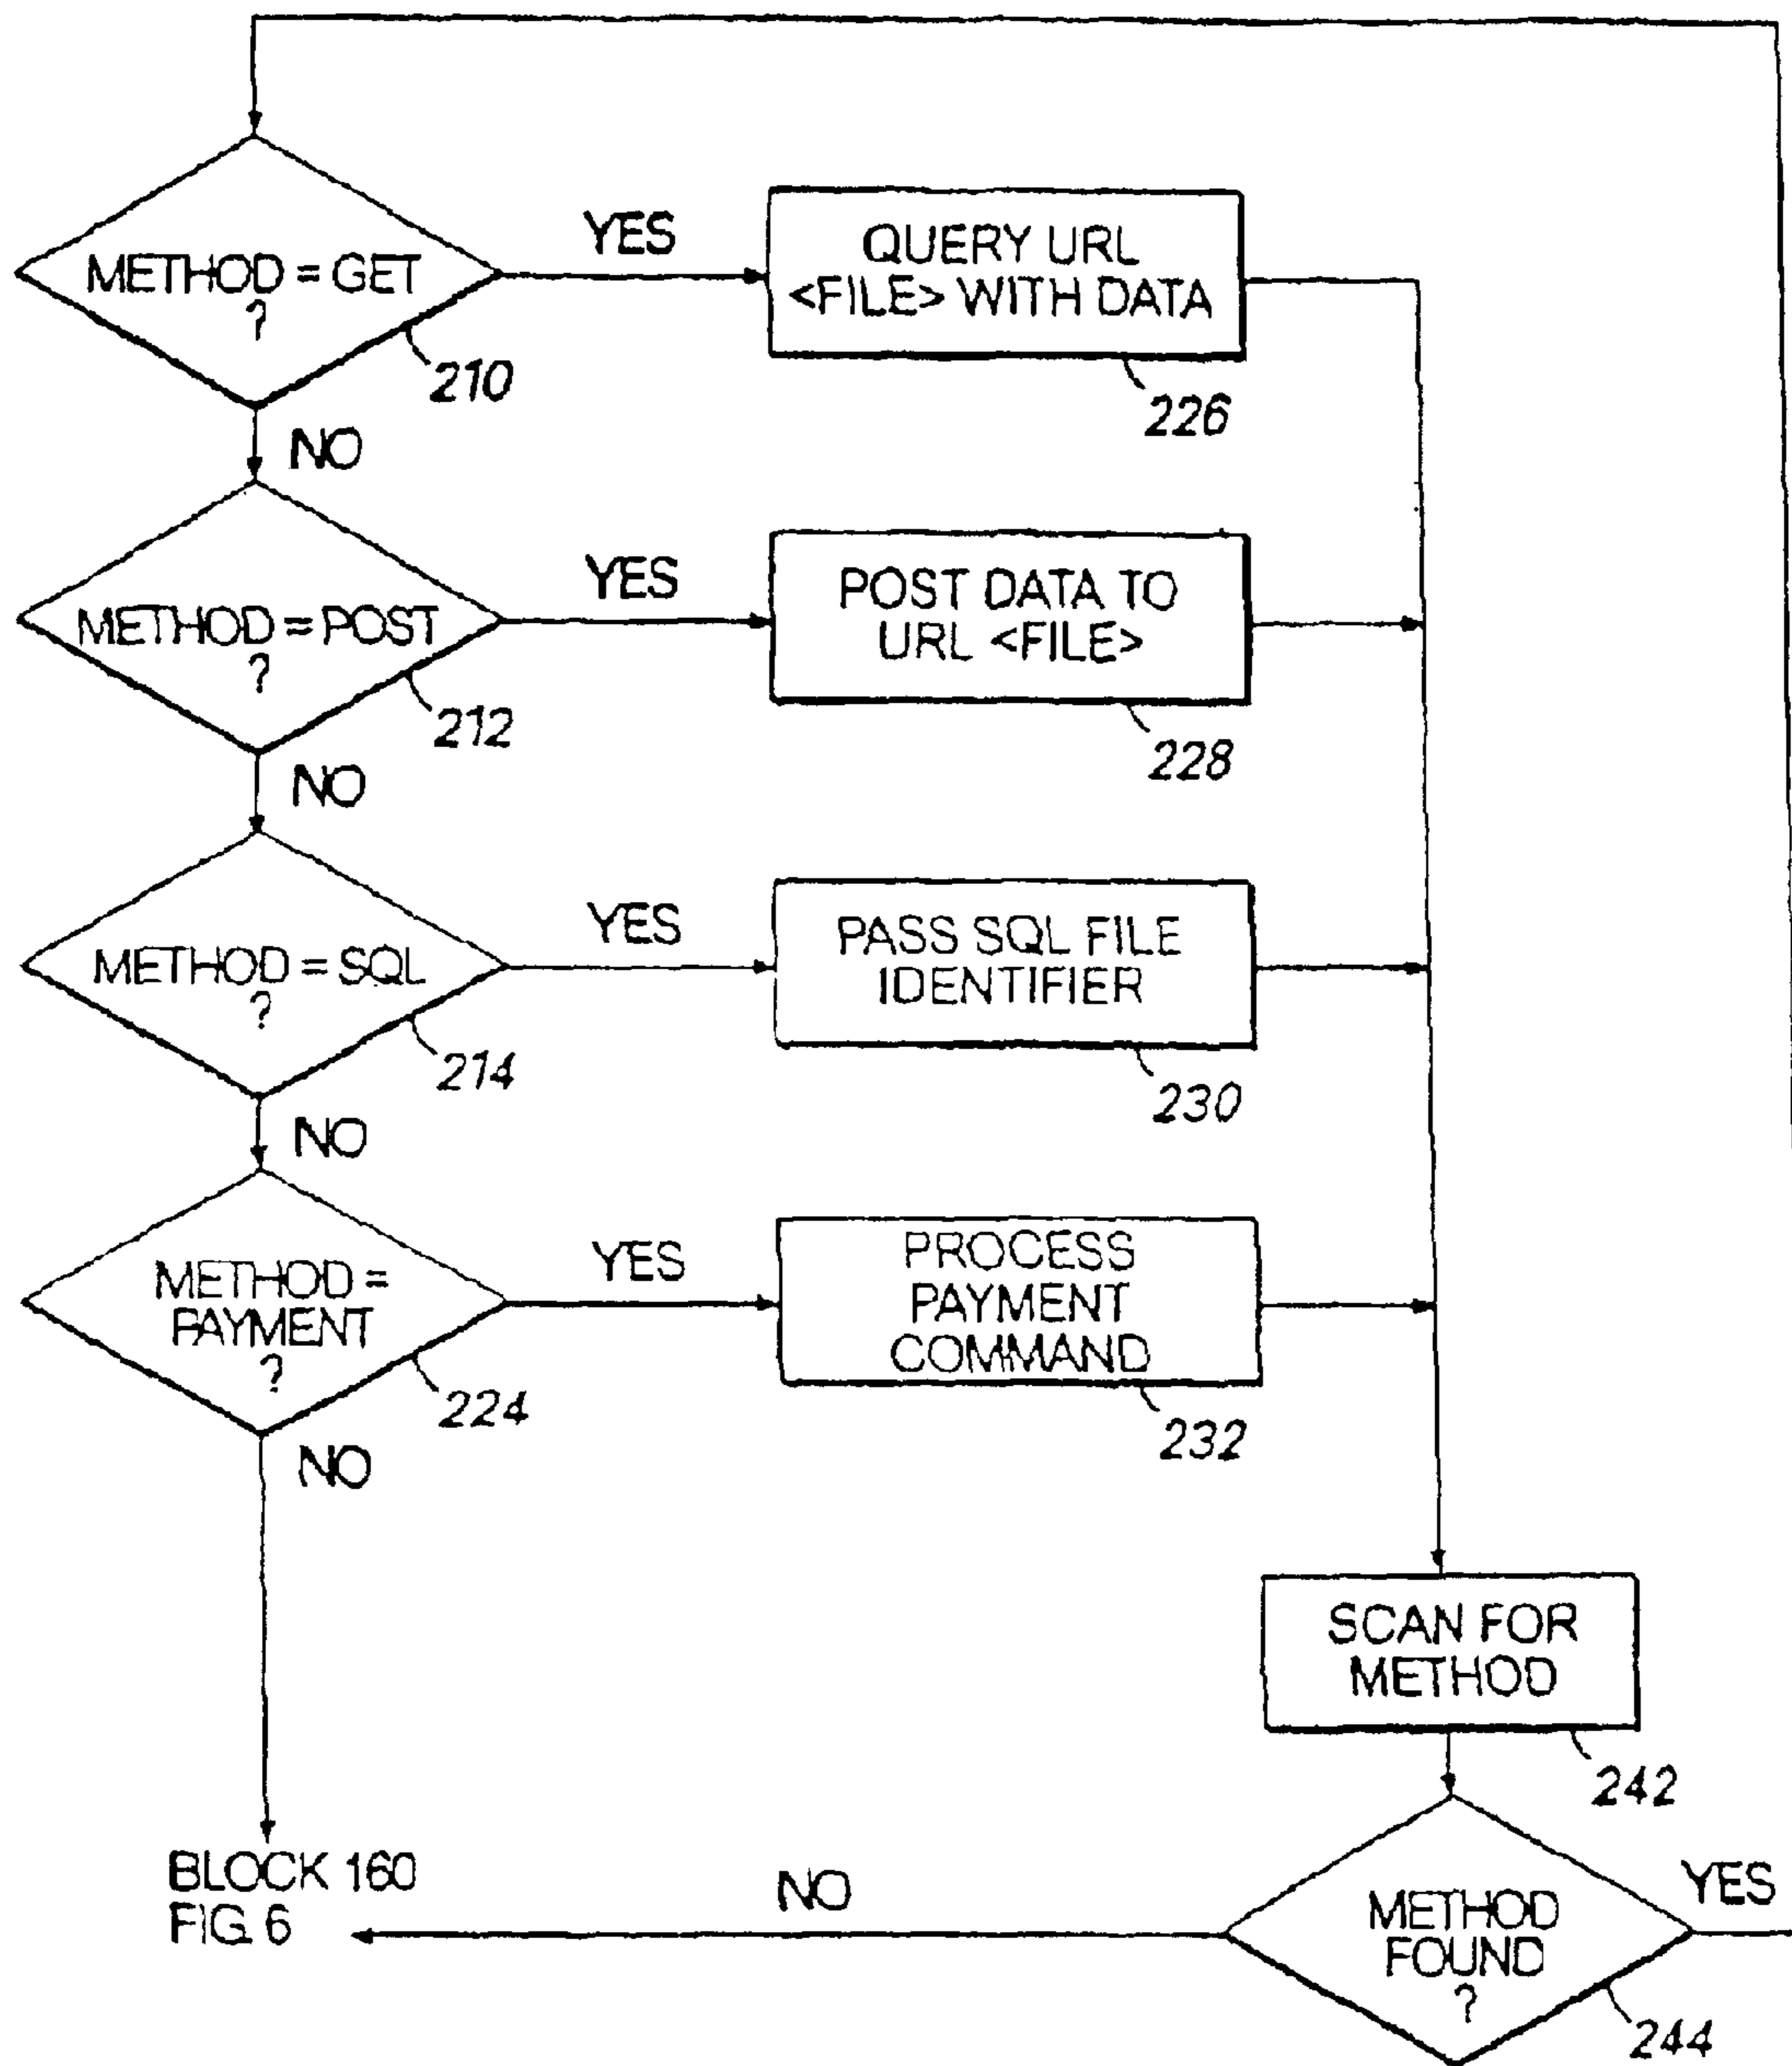 METHOD = GET
?
210
YES
QUERY URL
<FILE> WITH DATA
226
NO
METHOD = POST
?
212
YES
POST DATA TO
URL <FILE>
228
NO
METHOD = SQL
?
214
YES
PASS SQL FILE
IDENTIFIER
230
NO
METHOD =
PAYMENT
?
224
YES
PROCESS
PAYMENT
COMMAND
232
NO
SCAN FOR
METHOD
242
BLOCK 160
FIG. 6
NO
METHOD
FOUND
?
244
YES